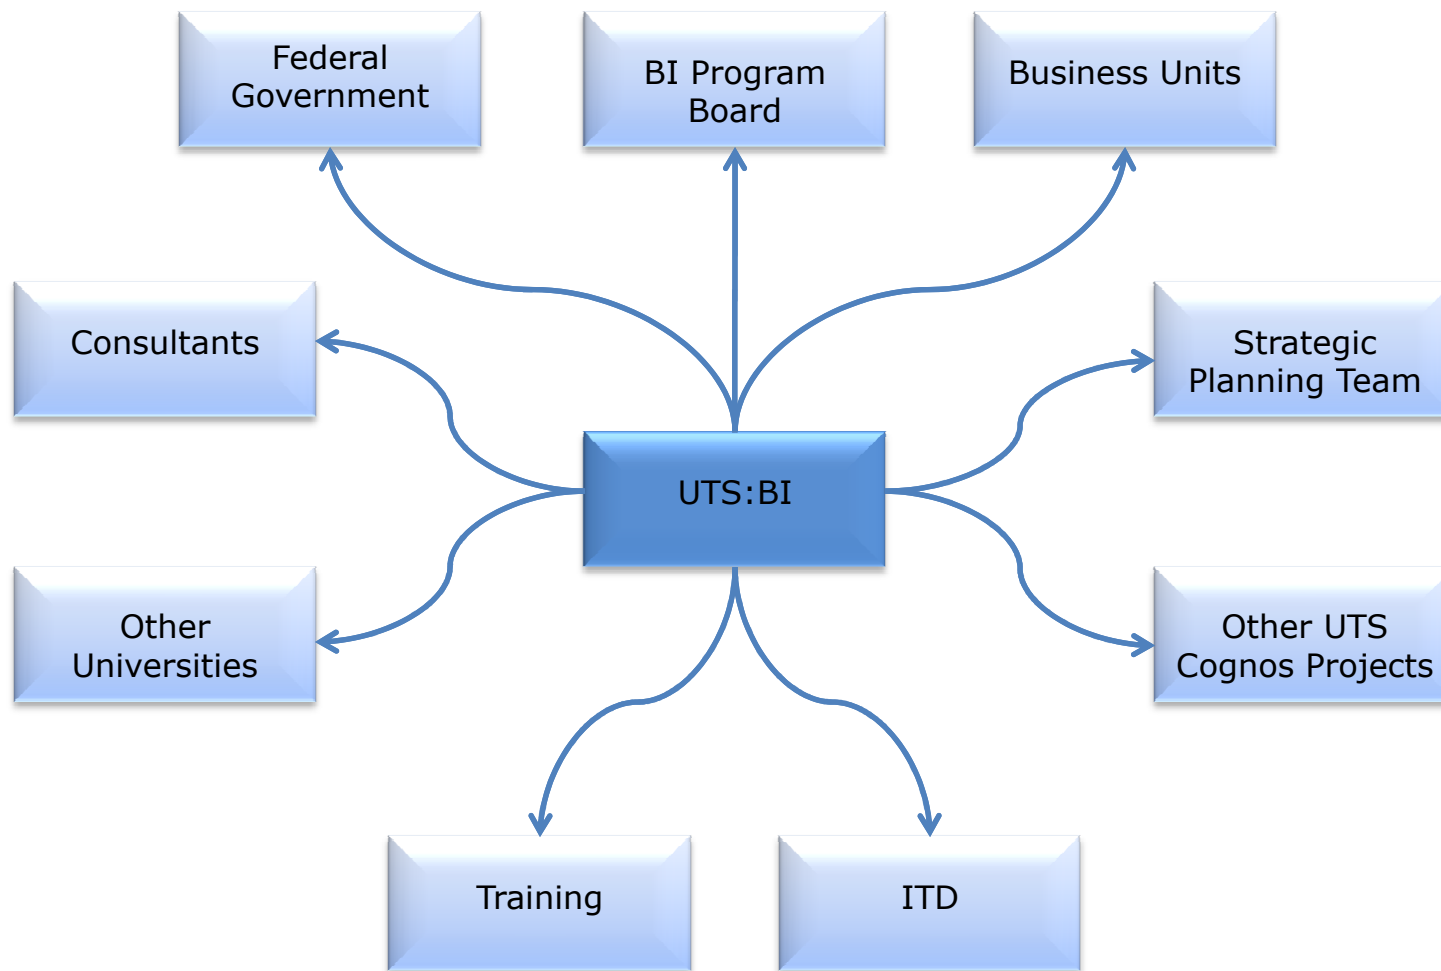 Federal
Government
BI Program
Board
Business Units
Consultants
Strategic
Planning Team
UTS:BI
Other
Universities
Other UTS
Cognos Projects
Training
ITD